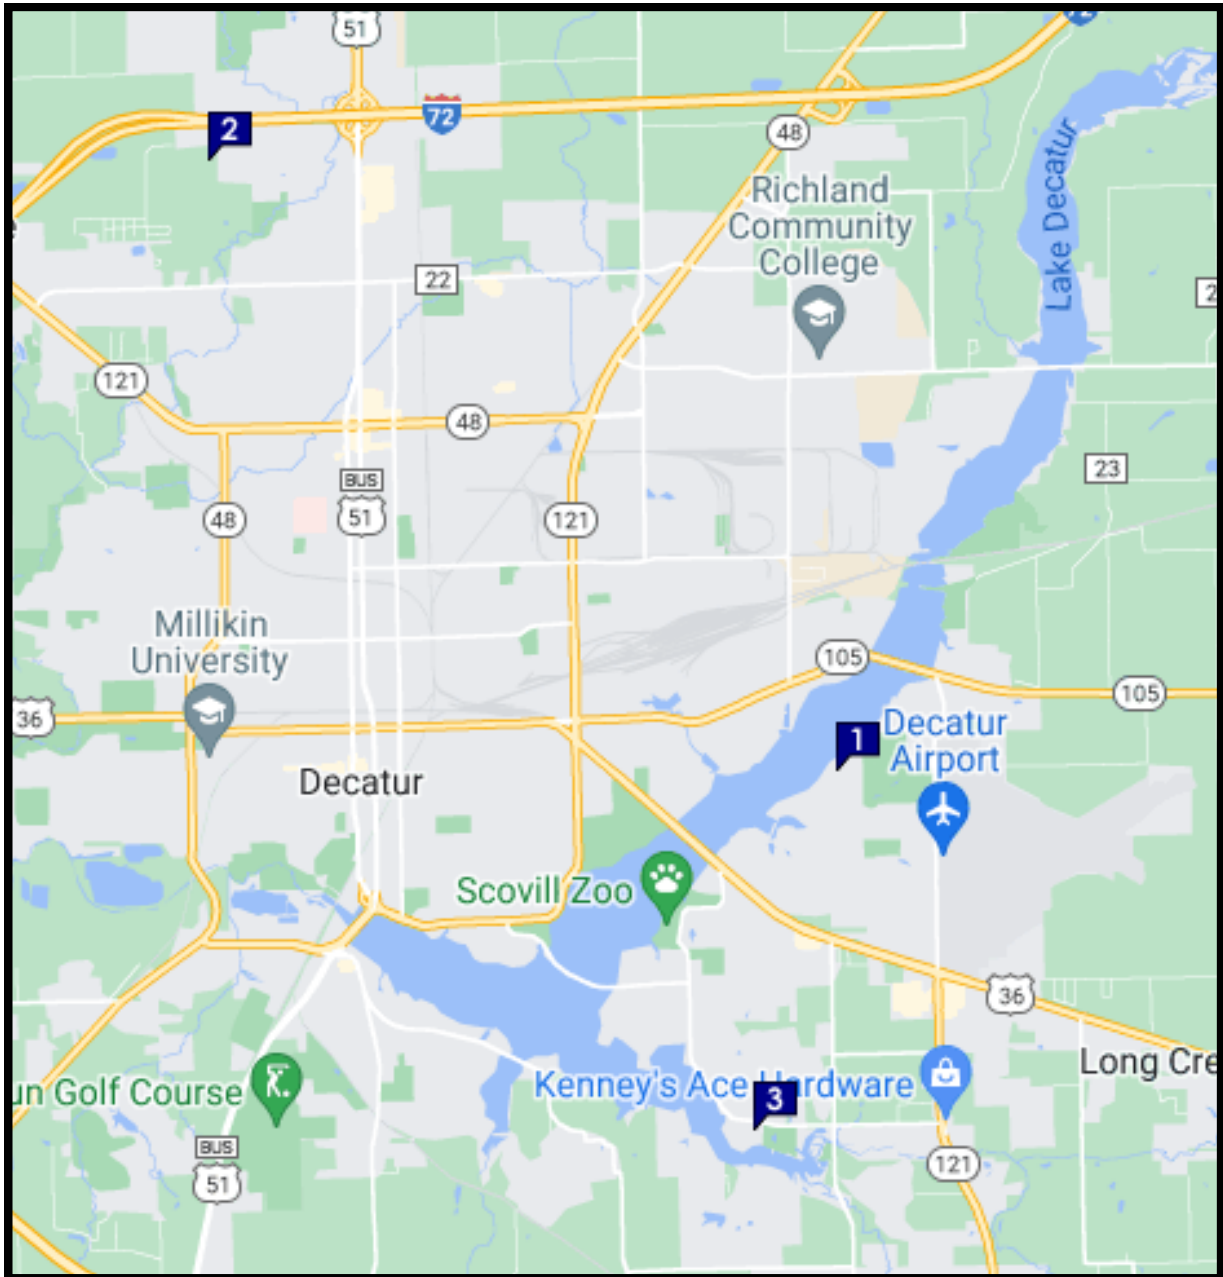 51
72
2
72
48
Richland
Community
College
Lake Decatur
22
2
121
48
BUS
51
23
48
121
Millikin
University
105
105
36
1
Decatur
Airport
Decatur
Scovill Zoo
36
Long Cre
un Golf Course
Kenney's Ace Hardware
3
BUS
51
121